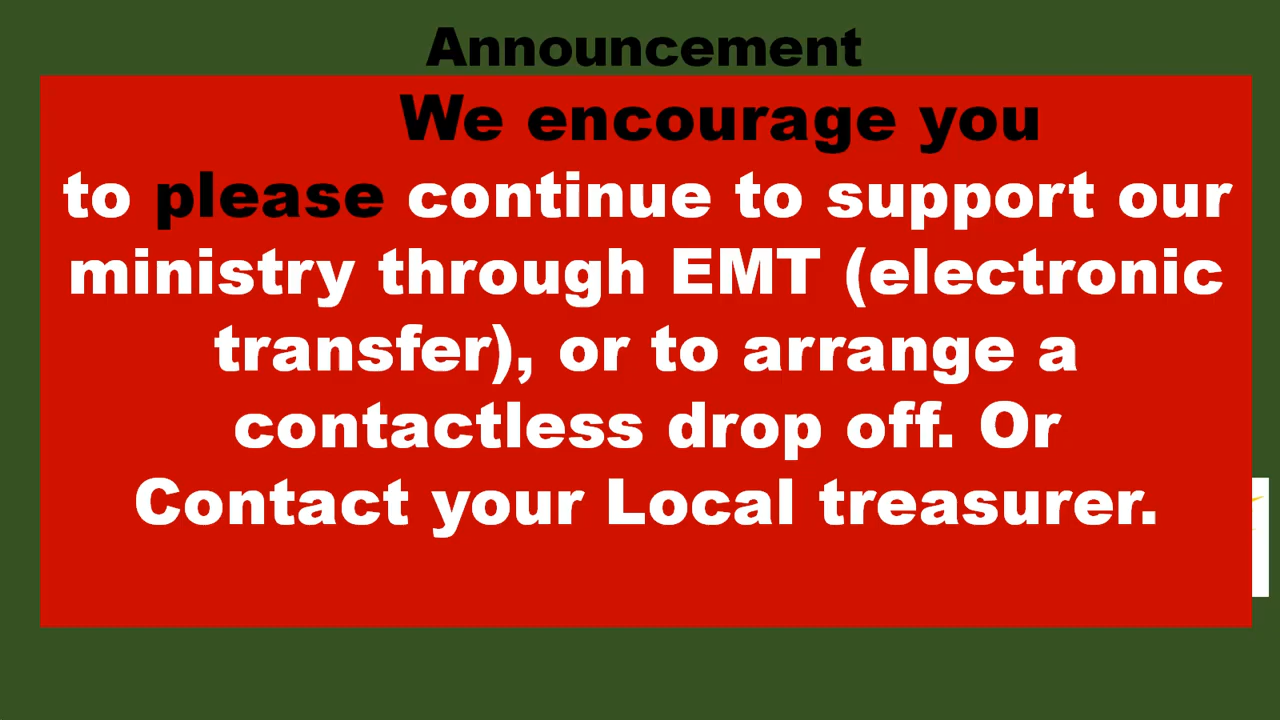 Announcement
We encourage you
to please continue to support our
ministry through EMT (electronic
transfer), or to arrange a
contactless drop off. Or
Contact your Local treasurer.